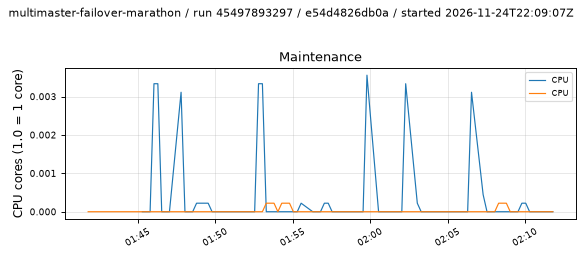 multimaster-failover-marathon / run 45497893297 / e54d4826db0a / started 2026-11-24T22:09:07Z
Maintenance
CPU cores (1.0 = 1 core)
0.003
0.002
0.001
0.000
CPU
CPU
01:45
01:50
01:55
02:00
02:05
02:10